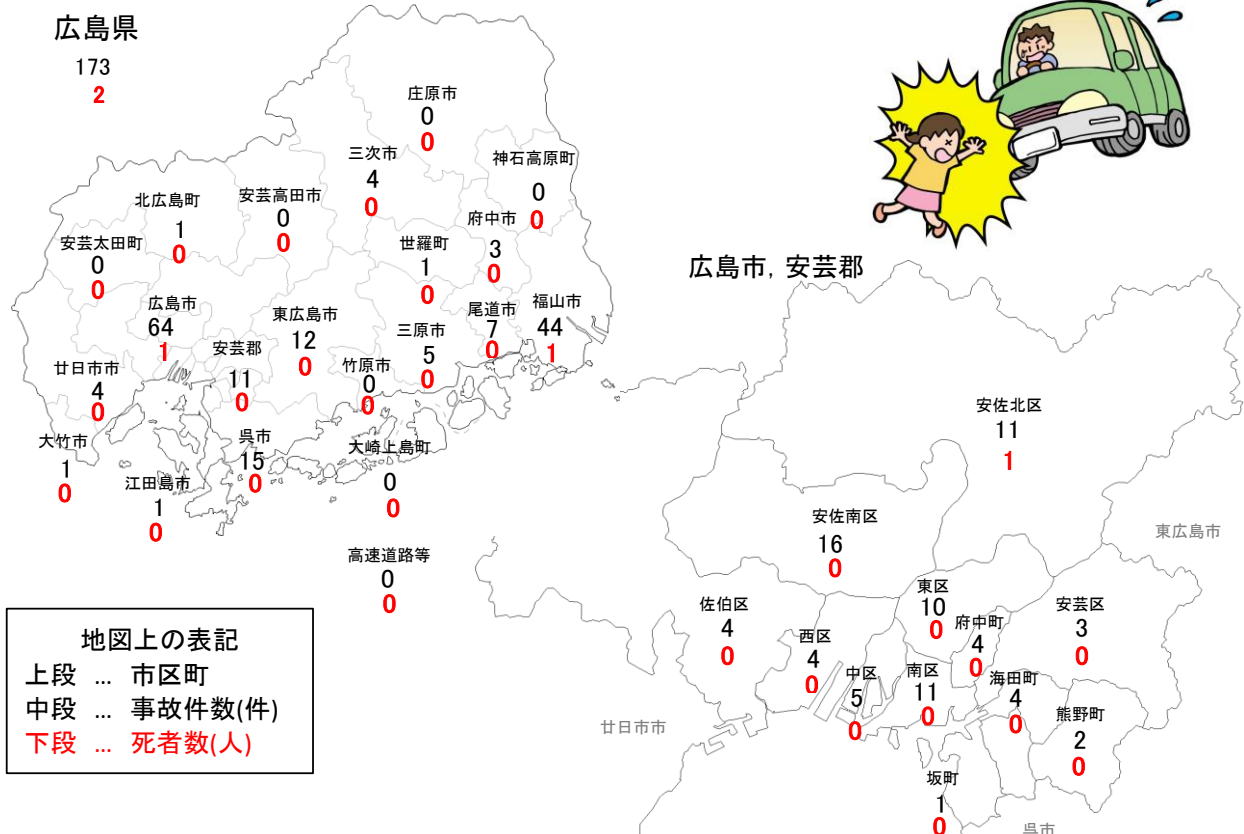 広島県
173
2
庄原市
0
0
三次市
4
0
神石高原町
0
0
北広島町
1
0
安芸高田市
0
0
府中市
3
0
安芸太田町
0
0
世羅町
1
0
広島市
64
1
東広島市
12
0
尾道市
7
0
福山市
44
1
三原市
5
0
安芸郡
11
0
廿日市市
4
0
竹原市
0
0
大竹市
1
0
呉市
15
0
大崎上島町
0
0
江田島市
1
0
高速道路等
0
0
地図上の表記
上段 … 市区町
中段 … 事故件数(件)
下段 … 死者数(人)
広島市, 安芸郡
安佐北区
11
1
安佐南区
16
0
東広島市
東区
10
0
佐伯区
4
0
西区
4
0
府中町
4
0
安芸区
3
0
中区
5
0
南区
11
0
海田町
4
0
熊野町
2
0
廿日市市
坂町
1
0
呉市